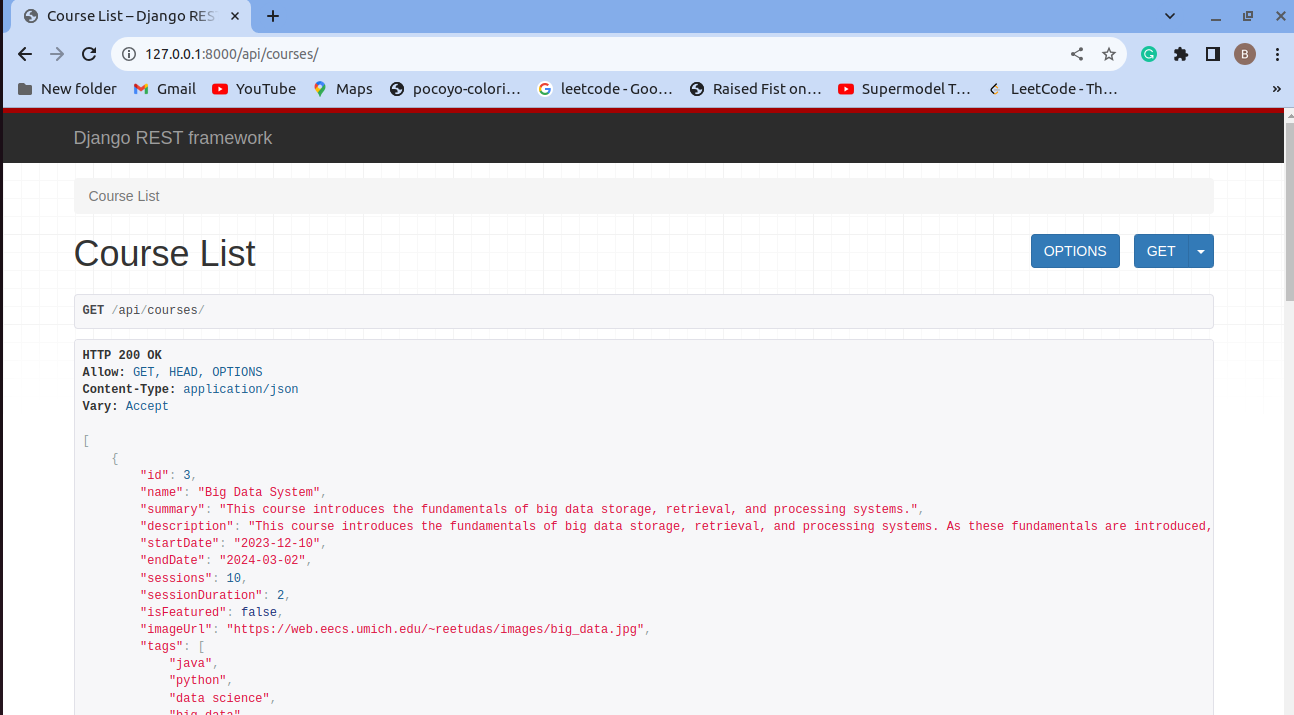 Course List – Django RES
127.0.0.1:8000/api/courses/
B
New folder
Gmail
YouTube
Maps
pocoyo-colori…
leetcode - Goo…
Raised Fist on…
Supermodel T…
LeetCode - Th…
»
Django REST framework
Course List
Course List
OPTIONS
GET
GET /api/courses/
HTTP 200 OK
Allow: GET, HEAD, OPTIONS
Content-Type: application/json
Vary: Accept
[
{
"id": 3,
"name": "Big Data System",
"summary": "This course introduces the fundamentals of big data storage, retrieval, and processing systems.",
"description": "This course introduces the fundamentals of big data storage, retrieval, and processing systems. As these fundamentals are introduced,
"startDate": "2023-12-10",
"endDate": "2024-03-02",
"sessions": 10,
"sessionDuration": 2,
"isFeatured": false,
"imageUrl": "https://web.eecs.umich.edu/~reetudas/images/big_data.jpg",
"tags": [
"java",
"python",
"data science",
"big data"